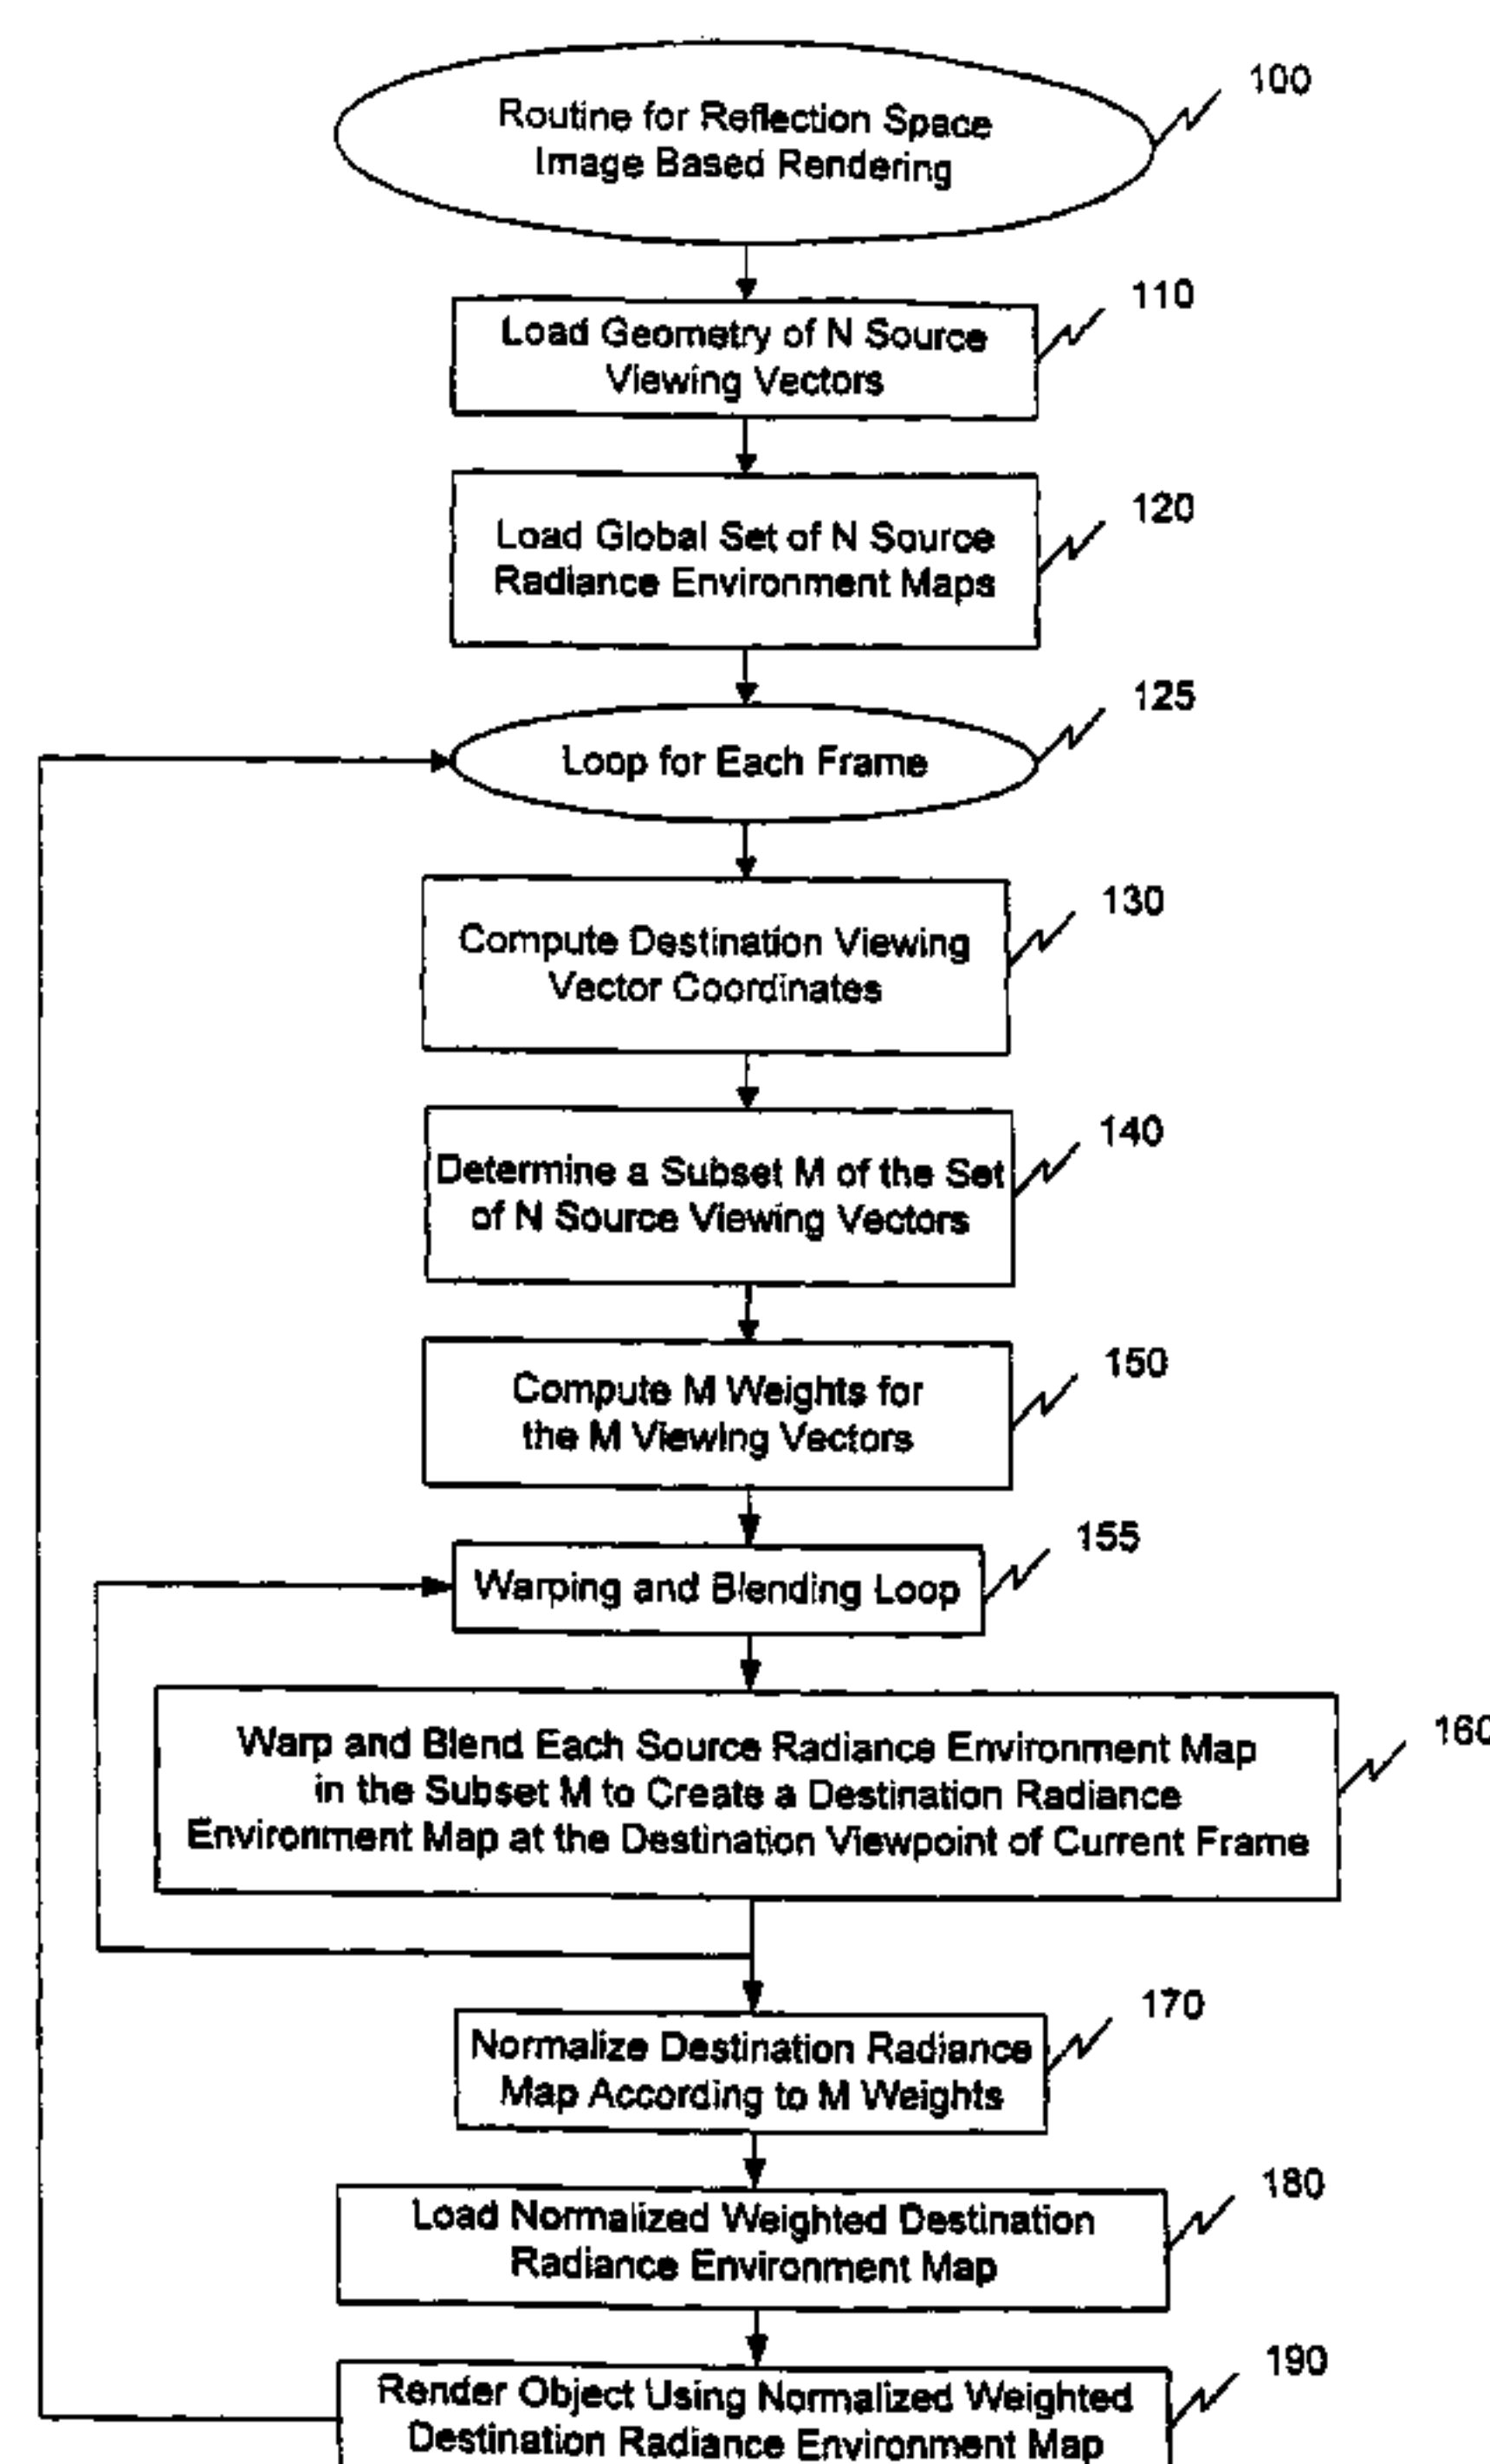 100
Routine for Reflection Space
Image Based Rendering
110
Load Geometry of N Source
Viewing Vectors
120
Load Global Set of N Source
Radiance Environment Maps
125
Loop for Each Frame
130
Compute Destination Viewing
Vector Coordinates
140
Determine a Subset M of the Set
of N Source Viewing Vectors
150
Compute M Weights for
the M Viewing Vectors
155
Warping and Blending Loop
160
Warp and Blend Each Source Radiance Environment Map
in the Subset M to Create a Destination Radiance
Environment Map at the Destination Viewpoint of Current Frame
170
Normalize Destination Radiance
Map According to M Weights
180
Load Normalized Weighted Destination
Radiance Environment Map
190
Render Object Using Normalized Weighted
Destination Radiance Environment Map